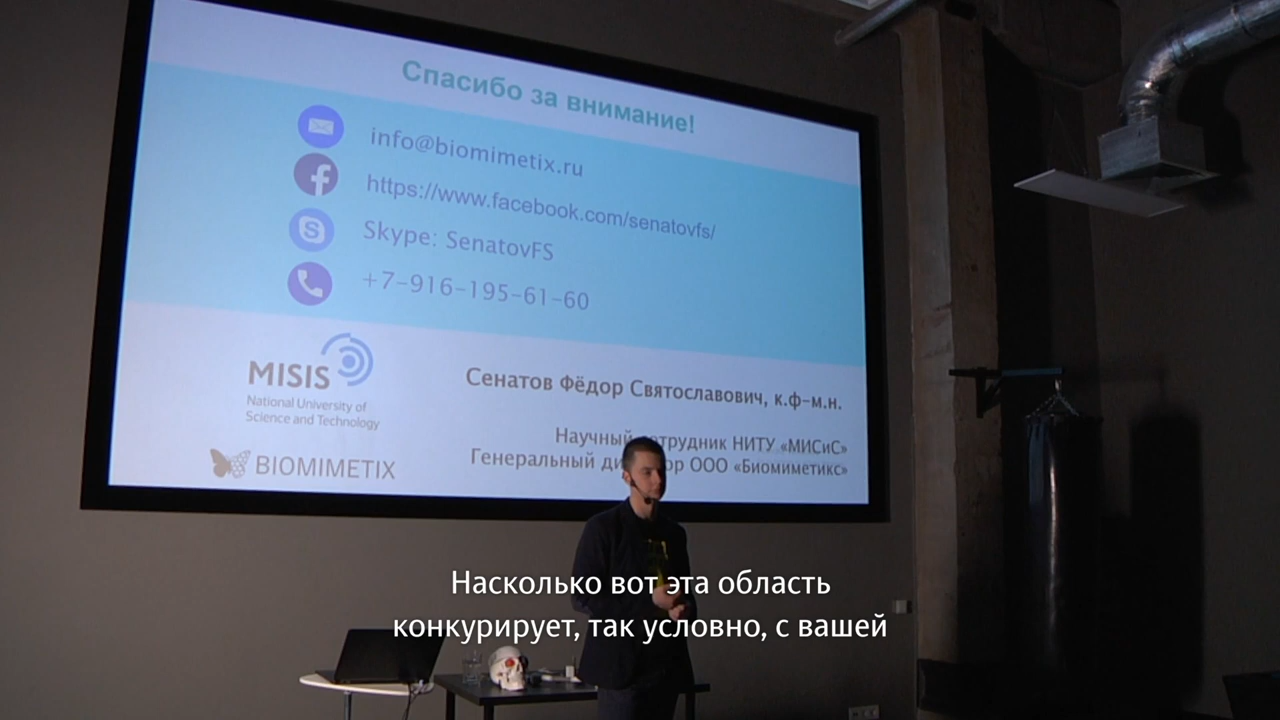 Спасибо за внимание!
info@biomimetix.ru
https://www.facebook.com/senatovfs/
Skype: SenatovFS
+7-916-195-61-60
MISIS
National University of
Science and Technology
BIOMIMETIX
Сенатов Фёдор Святославович, к.ф-м.н.
Научный НИТУ «МИСиС»
Генеральный ООО «Биомиметикс»
Насколько вот эта область
конкурирует, так условно, с вашей